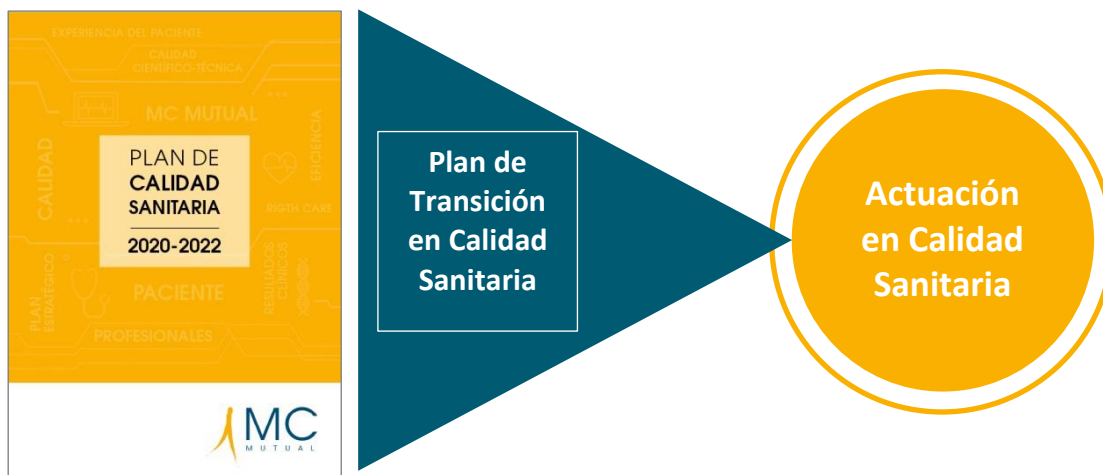 EXPERIENCIA DEL PACIENTE
CALIDAD
CIENTÍFICO-TÉCNICA
MC MUTUAL
CALIDAD
EFICIENCIA
PLAN DE
CALIDAD
SANITARIA
2020-2022
RIGTH CARE
PLAN
ESTRATÉGICO
PACIENTE
RESULTADOS
CLÍNICOS
PROFESIONALES
MC
MUTUAL
Plan de
Transición
en Calidad
Sanitaria
Actuación
en Calidad
Sanitaria